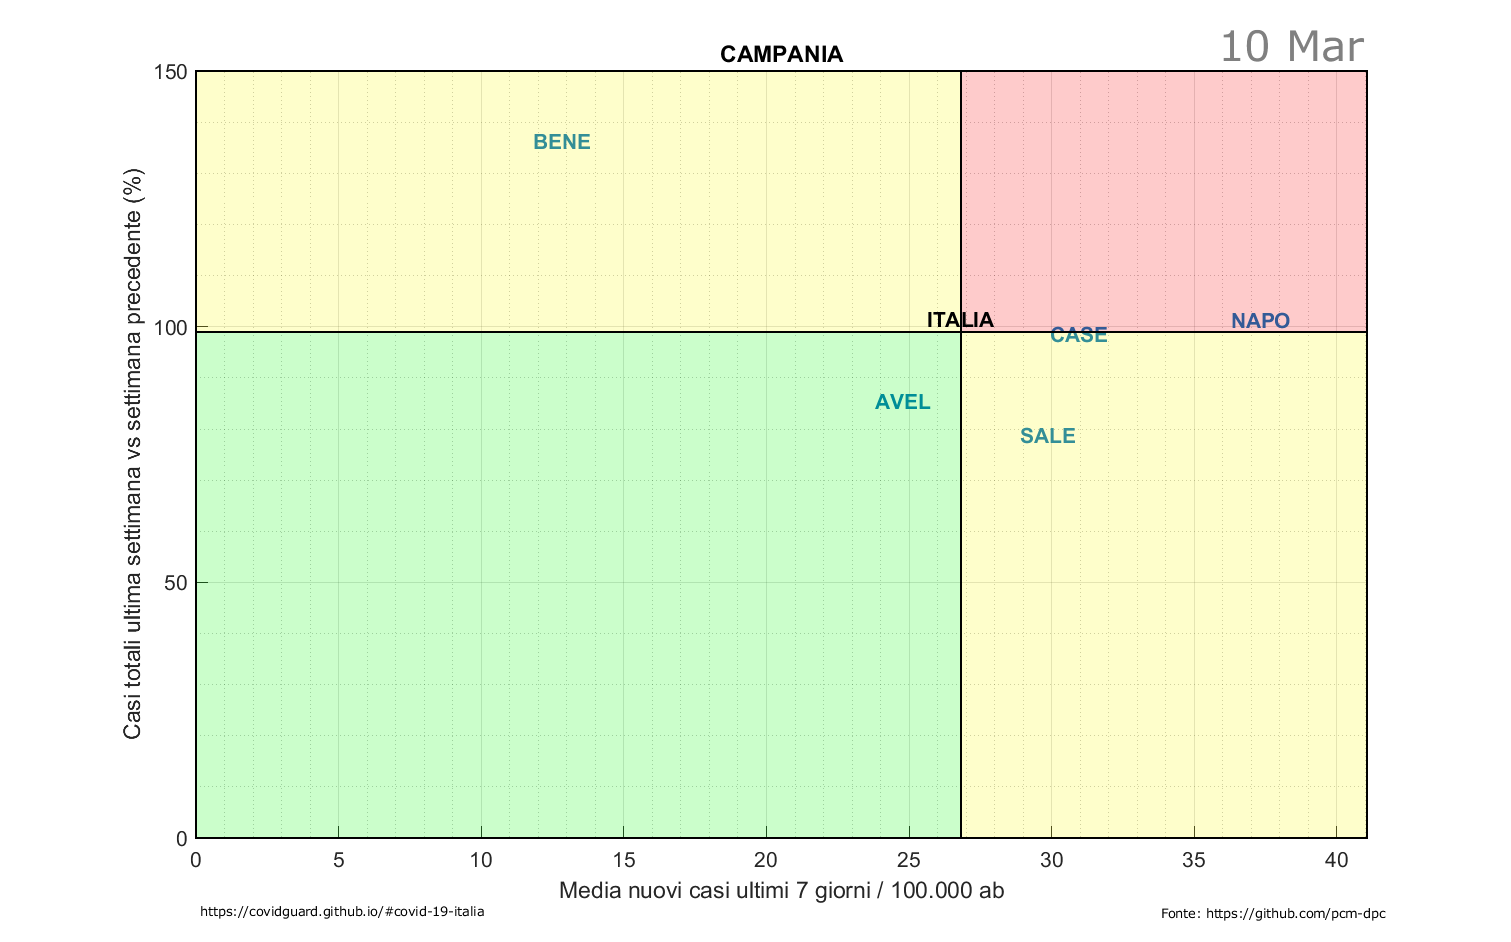 10 Mar
CAMPANIA
150
BENE
ITALIA
NAPO
100
CASE
AVEL
SALE
50
0
0 5 10 15 20 25 30 35 40
Casi totali ultima settimana vs settimana precedente (%)
Media nuovi casi ultimi 7 giorni / 100.000 ab
https://covidguard.github.io/#covid-19-italia
Fonte: https://github.com/pcm-dpc